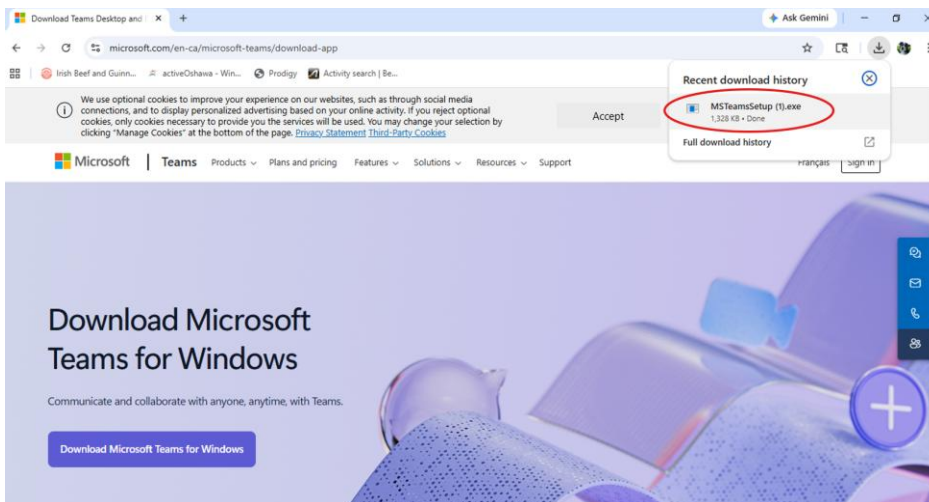 Download Teams Desktop and
Ask Gemini
microsoft.com/en-ca/microsoft-teams/download-app
Irish Beef and Guinn...
activeOshawa - Win...
Prodigy
Activity search | Be...
Recent download history
MSTeamsSetup (1).exe
1,328 KB • Done
Full download history
We use optional cookies to improve your experience on our websites, such as through social media
connections, and to display personalized advertising based on your online activity. If you reject optional
cookies, only cookies necessary to provide you the services will be used. You may change your selection by
clicking "Manage Cookies" at the bottom of the page. Privacy Statement Third-Party Cookies
Accept
Microsoft | Teams Products Plans and pricing Features Solutions Resources Support
Français Sign in
Download Microsoft
Teams for Windows
Communicate and collaborate with anyone, anytime, with Teams.
Download Microsoft Teams for Windows